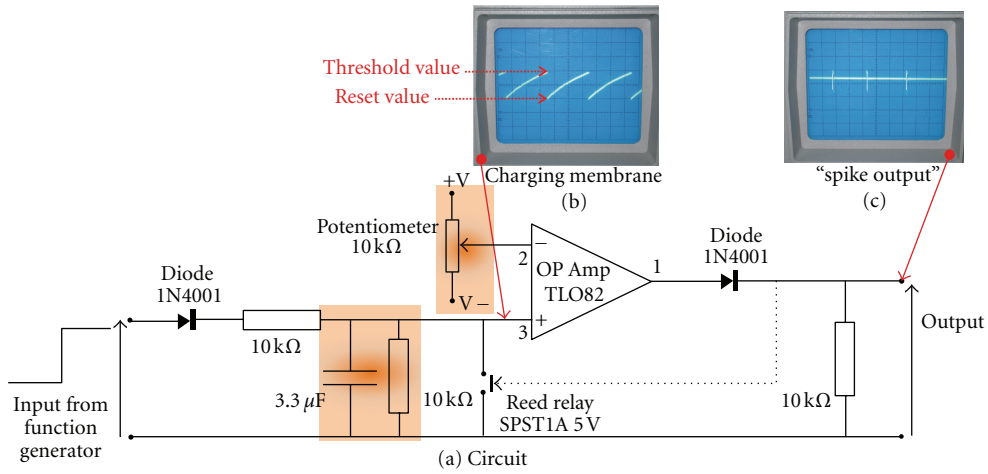 Threshold value
Reset value
Charging membrane
(b)
“spike output”
(c)
+V
Potentiometer
10 kΩ
V −
2
−
OP Amp
TLO82
1
3
+
Diode
1N4001
Diode
1N4001
10 kΩ
3.3 μF
10 kΩ
Reed relay
SPST1A 5 V
10 kΩ
Output
Input from
function
generator
(a) Circuit